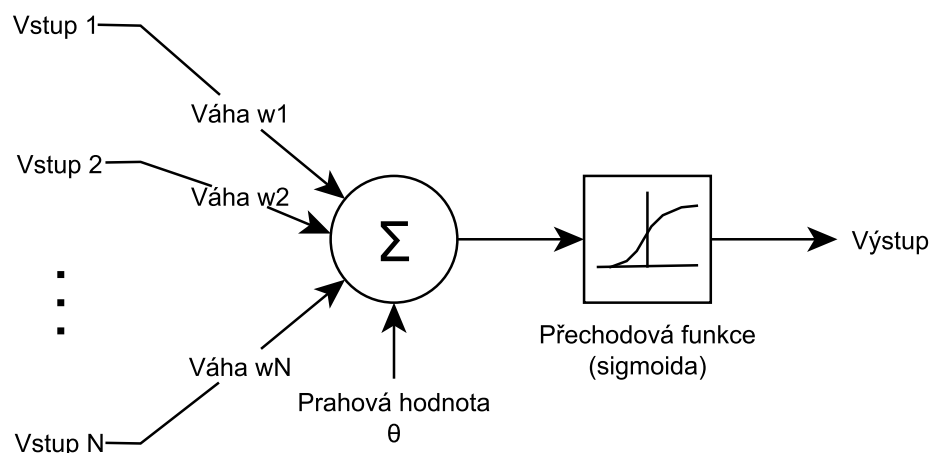 Vstup 1
Váha w1
Vstup 2
Váha w2
Σ
Výstup
Přechodová funkce
(sigmoida)
Váha wN
Prahová hodnota
θ
Vstup N